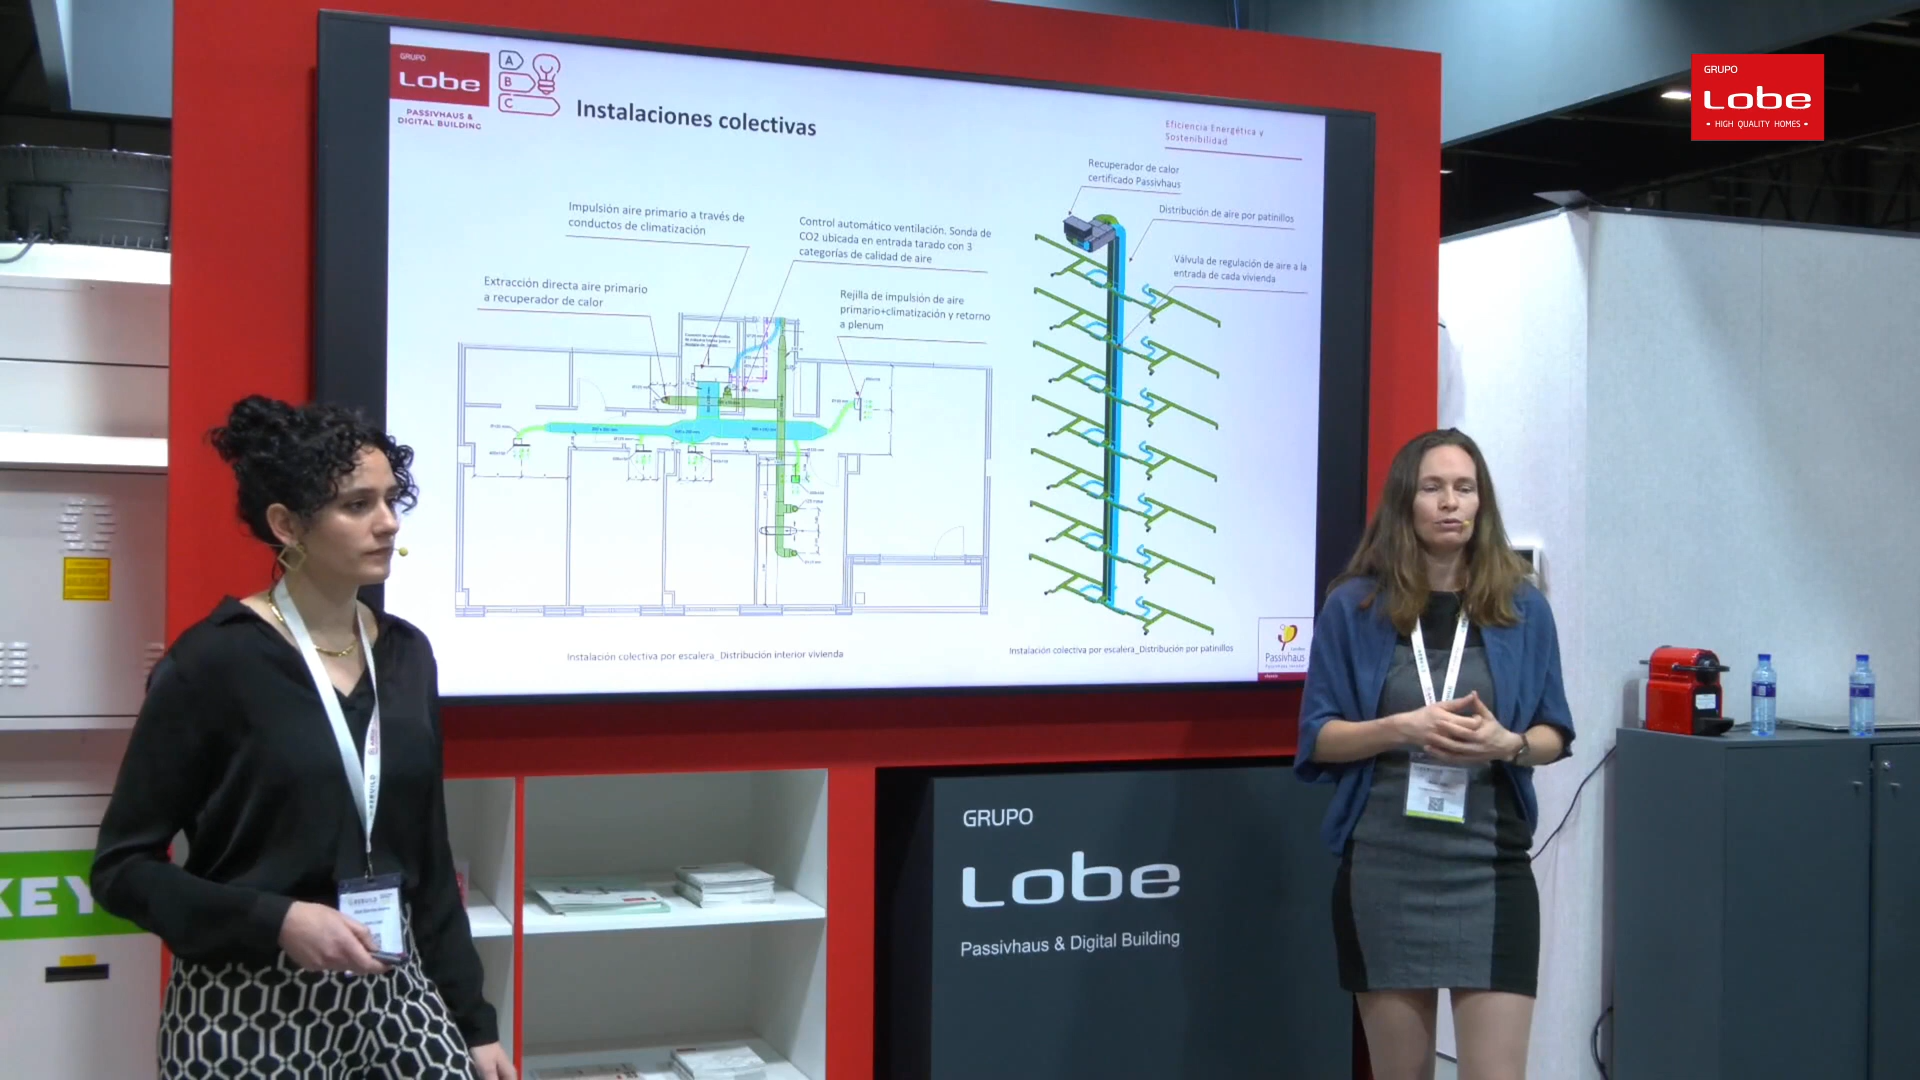 GRUPO
Lobe
PASSIVHAUS &
DIGITAL BUILDING
A
B
C
Instalaciones colectivas
Eficiencia Energética y
Sostenibilidad
Impulsión aire primario a través de
conductos de climatización
Control automático ventilación. Sonda de
CO2 ubicada en entrada tarado con 3
categorías de calidad de aire
Extracción directa aire primario
a recuperador de calor
Rejilla de impulsión de aire
primario+climatización y retorno
a plenum
Recuperador de calor
certificado Passivhaus
Distribución de aire por patinillos
Válvula de regulación de aire a la
entrada de cada vivienda
Instalación colectiva por escalera_Distribución interior vivienda
Instalación colectiva por escalera_Distribución por patinillos
Passivhaus
GRUPO
Lobe
• HIGH QUALITY HOMES •
KEY
REBUILD
REBUILD
GRUPO
Lobe
Passivhaus & Digital Building